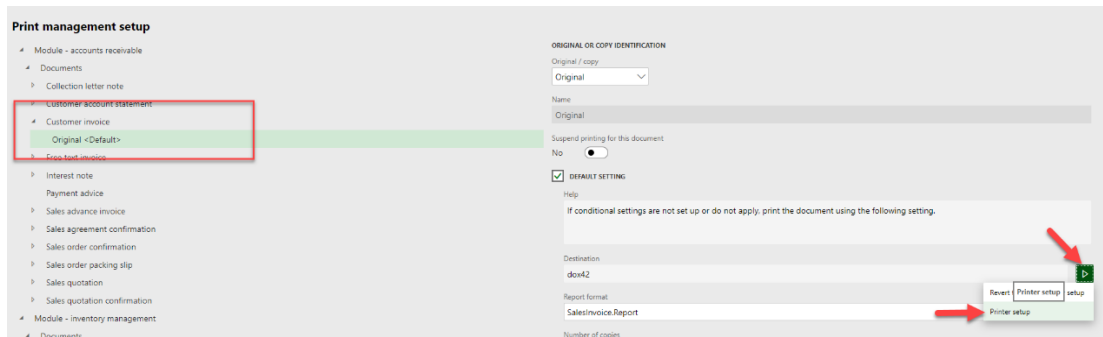 Print management setup
Module - accounts receivable
Documents
Collection letter note
Customer account statement
Customer invoice
Original <Default>
Free text invoice
Interest note
Payment advice
Sales advance invoice
Sales agreement confirmation
Sales order confirmation
Sales order packing slip
Sales quotation
Sales quotation confirmation
Module - inventory management
Documents
ORIGINAL OR COPY IDENTIFICATION
Original / copy
Original
Name
Original
Suspend printing for this document
No
DEFAULT SETTING
Help
If conditional settings are not set up or do not apply, print the document using the following setting.
Destination
dox42
Revert Printer setup setup
Printer setup
Report format
SalesInvoice.Report
Number of copies